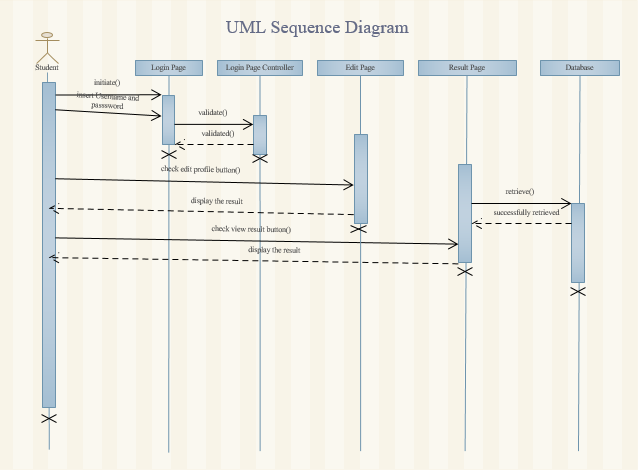 UML Sequence Diagram
Student
Login Page
Login Page Controller
Edit Page
Result Page
Database
initiate()
insert Username and
passsword
validate()
validated()
check edit profile button()
retrieve()
display the result
successfully retrieved
check view result button()
display the result